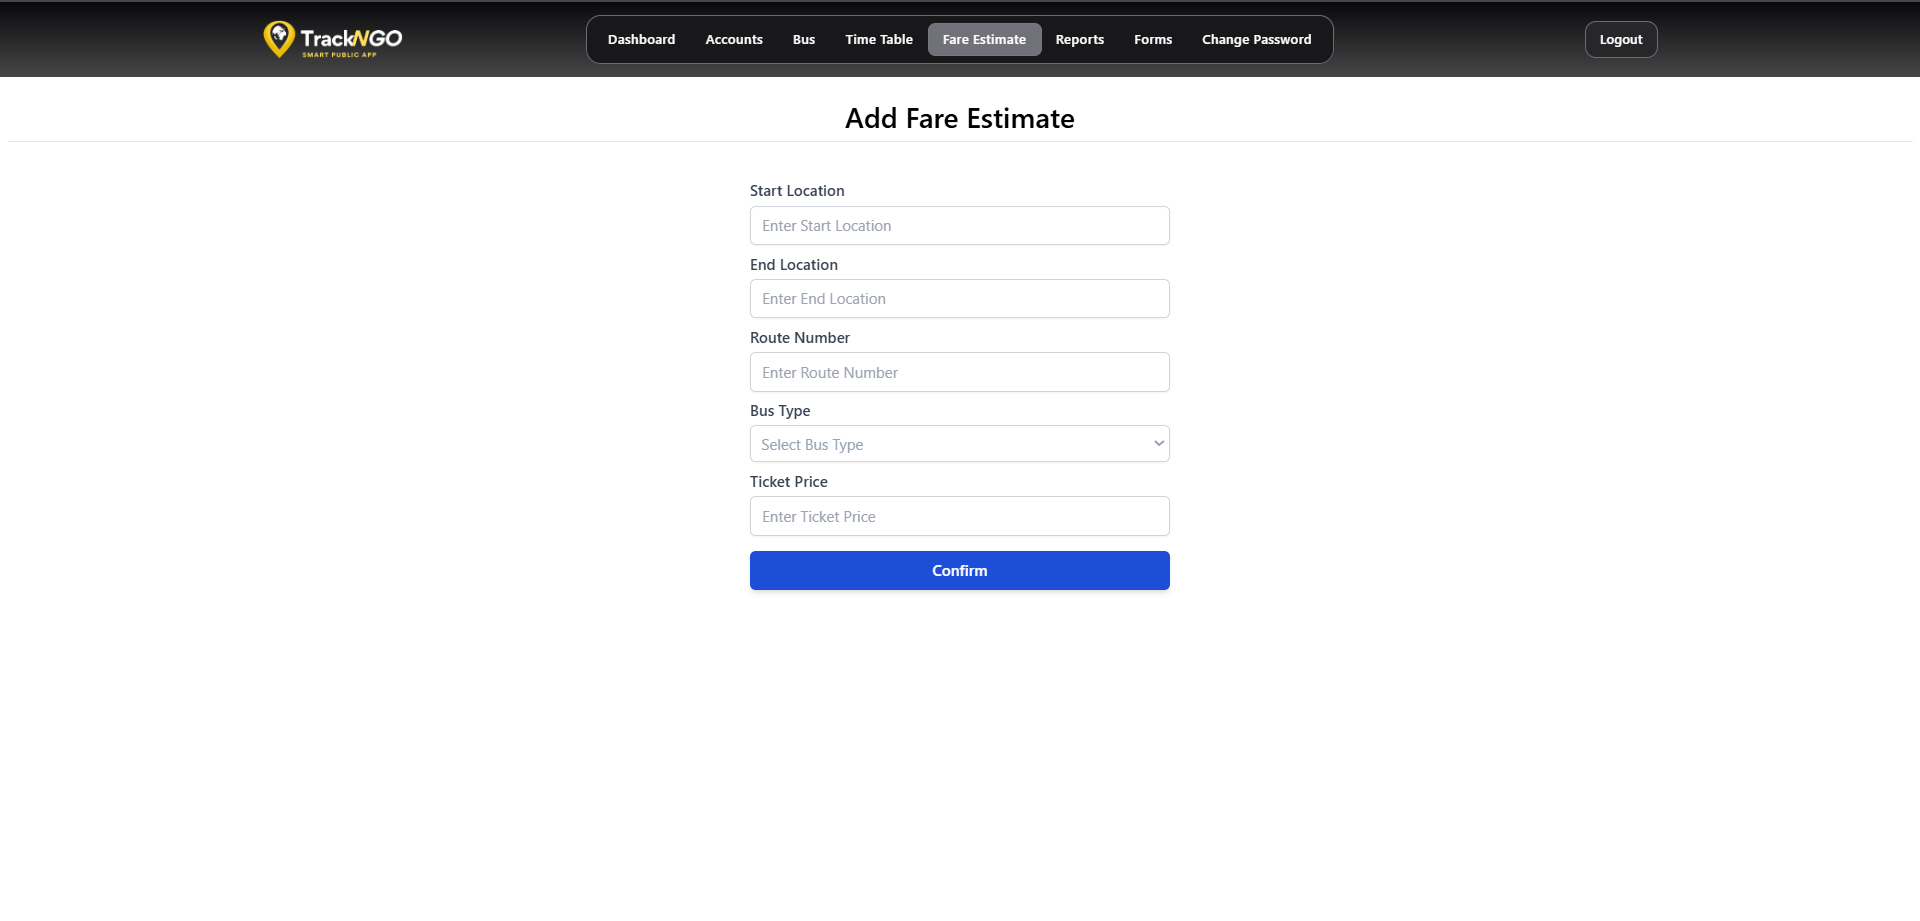 TrackNGO
SMART PUBLIC APP
Dashboard Accounts Bus Time Table Fare Estimate Reports Forms Change Password
Logout
Add Fare Estimate
Start Location
Enter Start Location
End Location
Enter End Location
Route Number
Enter Route Number
Bus Type
Select Bus Type
Ticket Price
Enter Ticket Price
Confirm